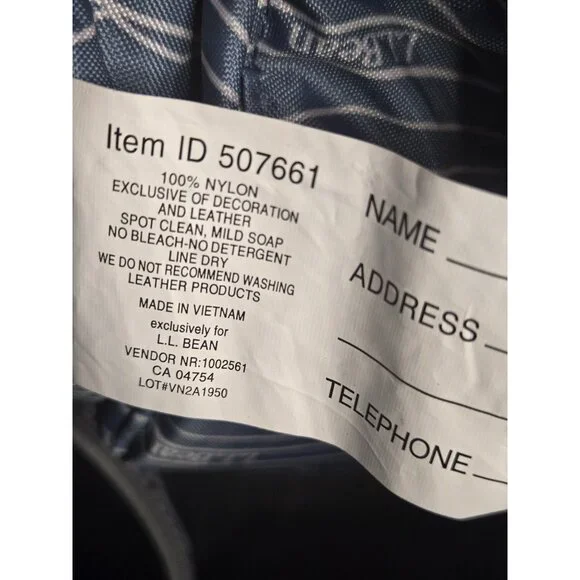 L.L.BEAN
Item ID 507661
100% NYLON
EXCLUSIVE OF DECORATION
AND LEATHER
SPOT CLEAN, MILD SOAP
NO BLEACH-NO DETERGENT
LINE DRY
WE DO NOT RECOMMEND WASHING
LEATHER PRODUCTS
MADE IN VIETNAM
exclusively for
L.L. BEAN
VENDOR NR:1002561
CA 04754
LOT#VN2A1950
NAME
ADDRESS
TELEPHONE